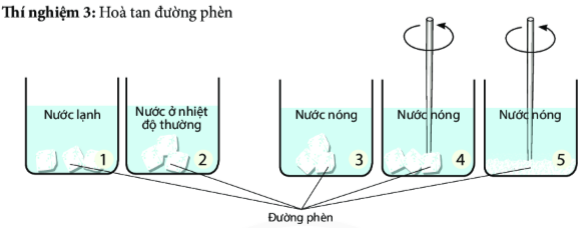 Thí nghiệm 3: Hoà tan đường phèn
Nước lạnh
1
Nước ở nhiệt
độ thường
2
Nước nóng
3
Nước nóng
4
Nước nóng
5
Đường phèn